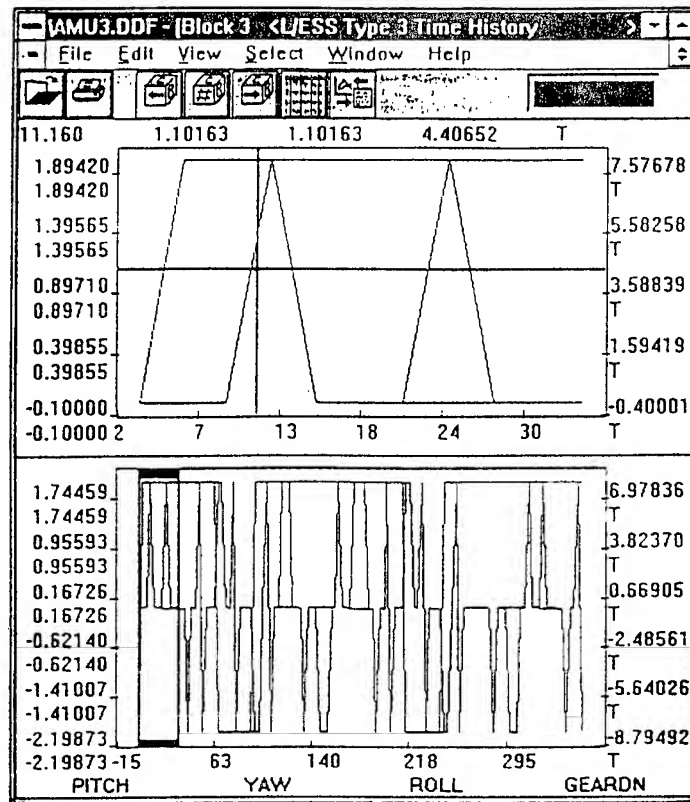 \AMU3.DDF - [Block 3 <L/ESS Type 3 Time History >
File Edit View Select Window Help
11.160 1.10163 1.10163 4.40652 T
1.89420 7.57678
1.89420 T
1.39565 5.58258
1.39565 T
0.89710 3.58839
0.89710 T
0.39855 1.59419
0.39855 T
-0.10000 -0.40001
-0.10000 2 7 13 18 24 30 T
1.74459 6.97836
1.74459 T
0.95593 3.82370
0.95593 T
0.16726 0.66905
0.16726 T
-0.62140 -2.48561
-0.62140 T
-1.41007 -5.64026
-1.41007 T
-2.19873 -8.79492
-2.19873 -15 63 140 218 295 T
PITCH YAW ROLL GEARDN